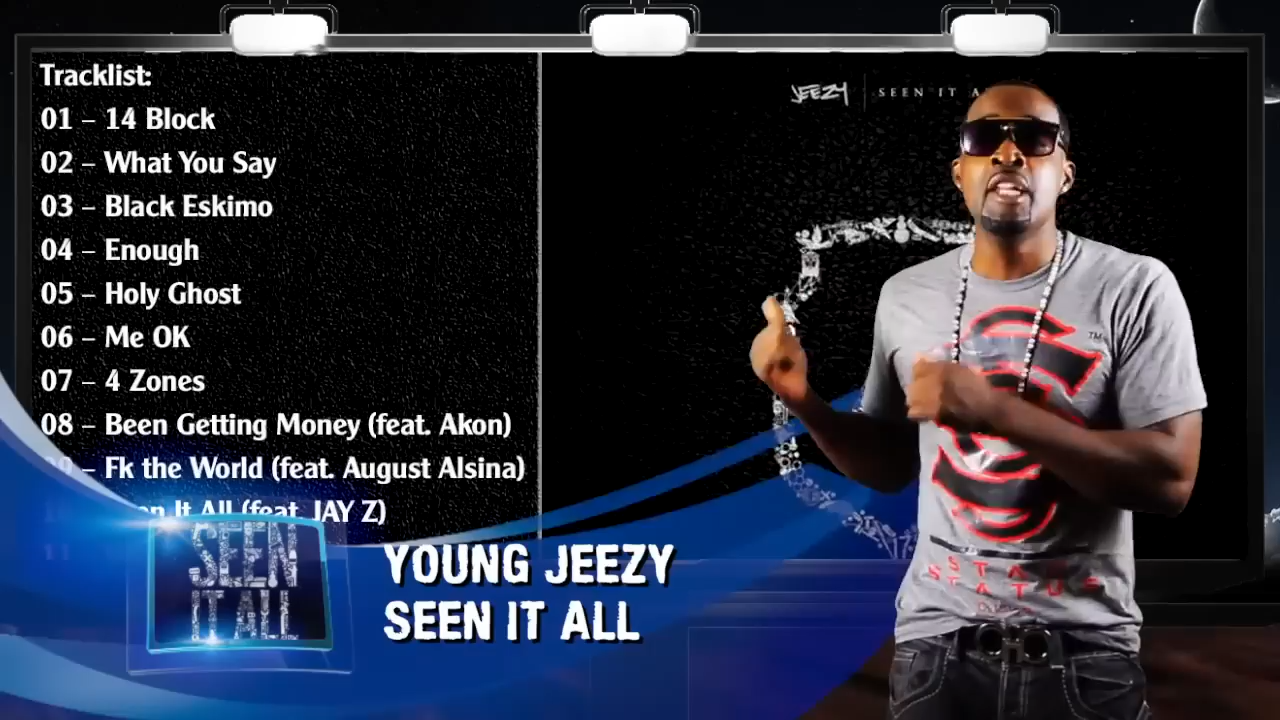 Tracklist:
01 – 14 Block
02 – What You Say
03 – Black Eskimo
04 – Enough
05 – Holy Ghost
06 – Me OK
07 – 4 Zones
08 – Been Getting Money (feat. Akon)
– Fk the World (feat. August Alsina)
It All (feat. JAY Z)
JEEZY SEEN IT
TM
STATUS
SEEN
IT ALL
YOUNG JEEZY
SEEN IT ALL